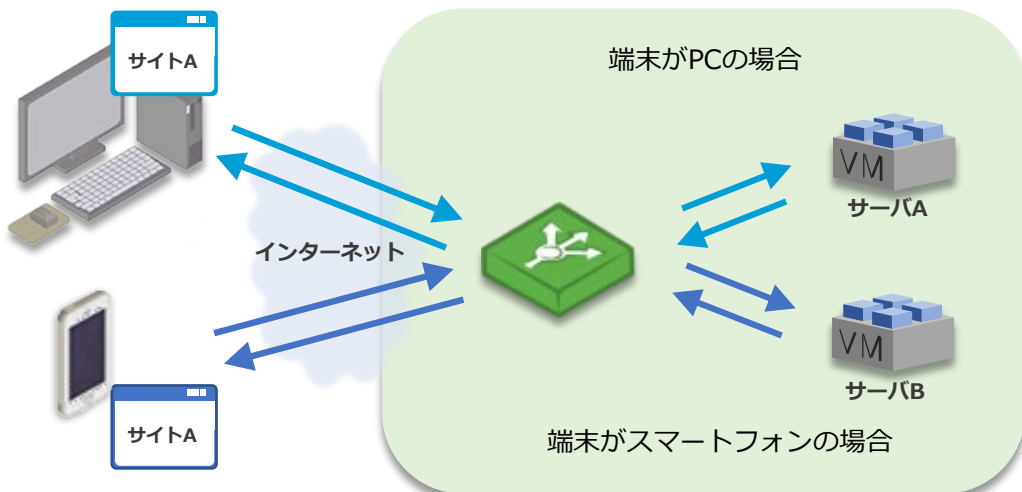 サイトA
端末がPCの場合
VM
サーバA
インターネット
VM
サーバB
サイトA
端末がスマートフォンの場合